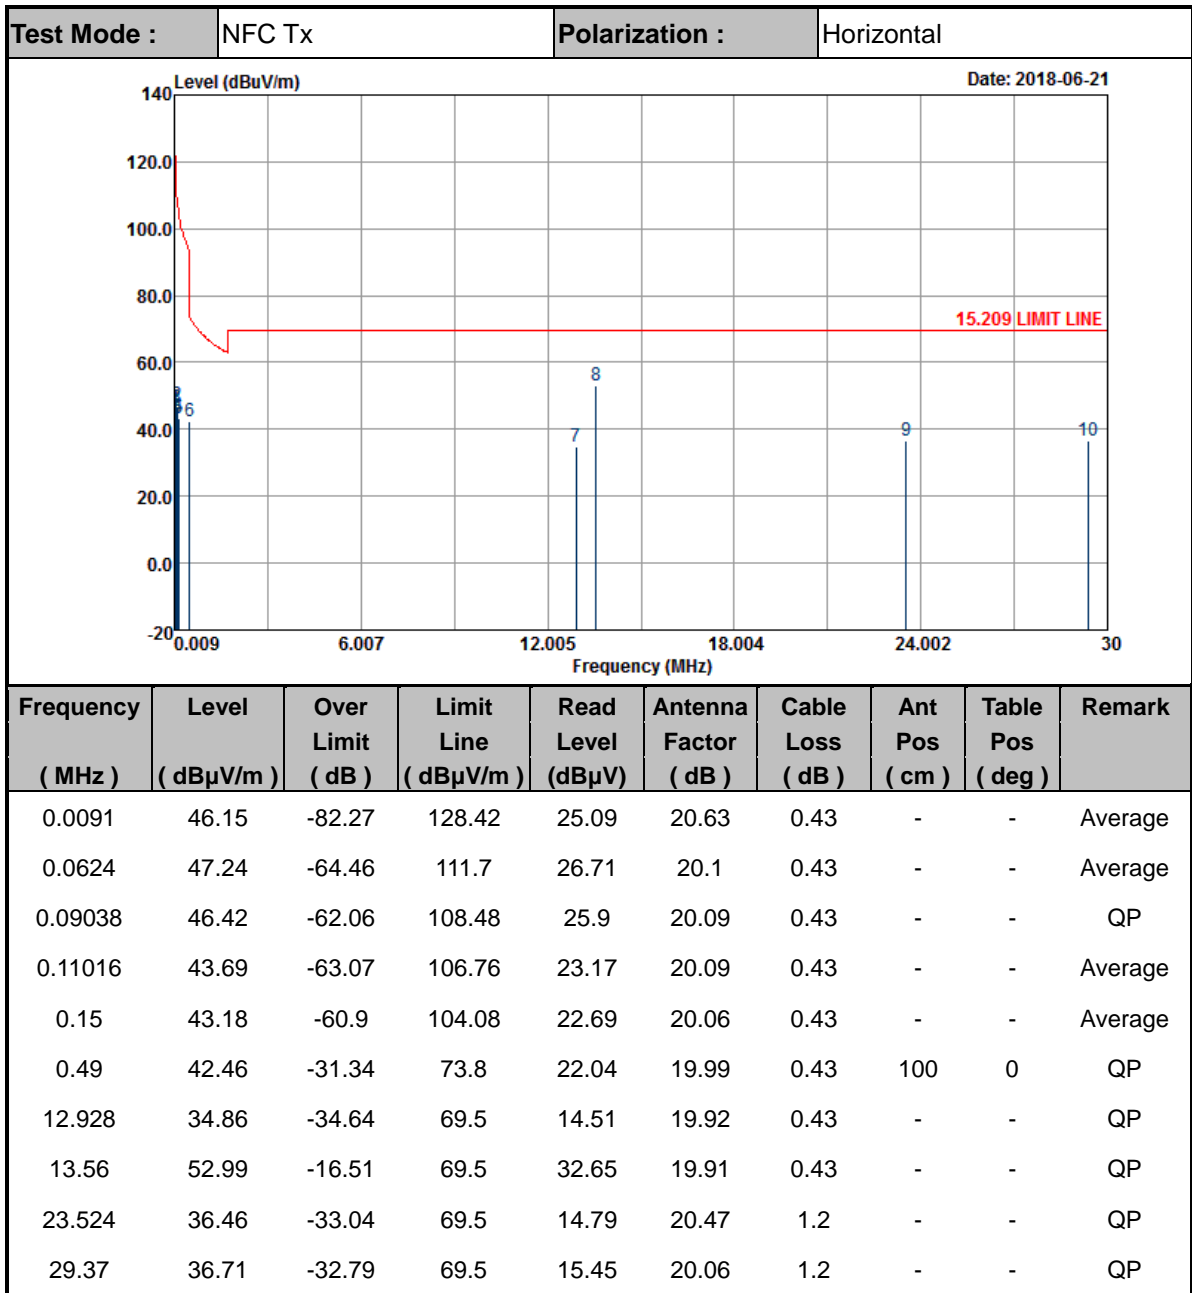 Test Mode : NFC Tx Polarization : Horizontal
Level (dBuV/m) Date: 2018-06-21
140
120.0
100.0
80.0
15.209 LIMIT LINE
60.0
8
6
40.0
7 9 10
20.0
0.0
-20
0.009 6.007 12.005 18.004 24.002 30
Frequency (MHz)
Frequency Level Over Limit Read Antenna Cable Ant Table Remark
Limit Line Level Factor Loss Pos Pos
( MHz ) ( dBμV/m ) ( dB ) ( dBμV/m ) (dBμV) ( dB ) ( dB ) ( cm ) ( deg )
0.0091 46.15 -82.27 128.42 25.09 20.63 0.43 - - Average
0.0624 47.24 -64.46 111.7 26.71 20.1 0.43 - - Average
0.09038 46.42 -62.06 108.48 25.9 20.09 0.43 - - QP
0.11016 43.69 -63.07 106.76 23.17 20.09 0.43 - - Average
0.15 43.18 -60.9 104.08 22.69 20.06 0.43 - - Average
0.49 42.46 -31.34 73.8 22.04 19.99 0.43 100 0 QP
12.928 34.86 -34.64 69.5 14.51 19.92 0.43 - - QP
13.56 52.99 -16.51 69.5 32.65 19.91 0.43 - - QP
23.524 36.46 -33.04 69.5 14.79 20.47 1.2 - - QP
29.37 36.71 -32.79 69.5 15.45 20.06 1.2 - - QP